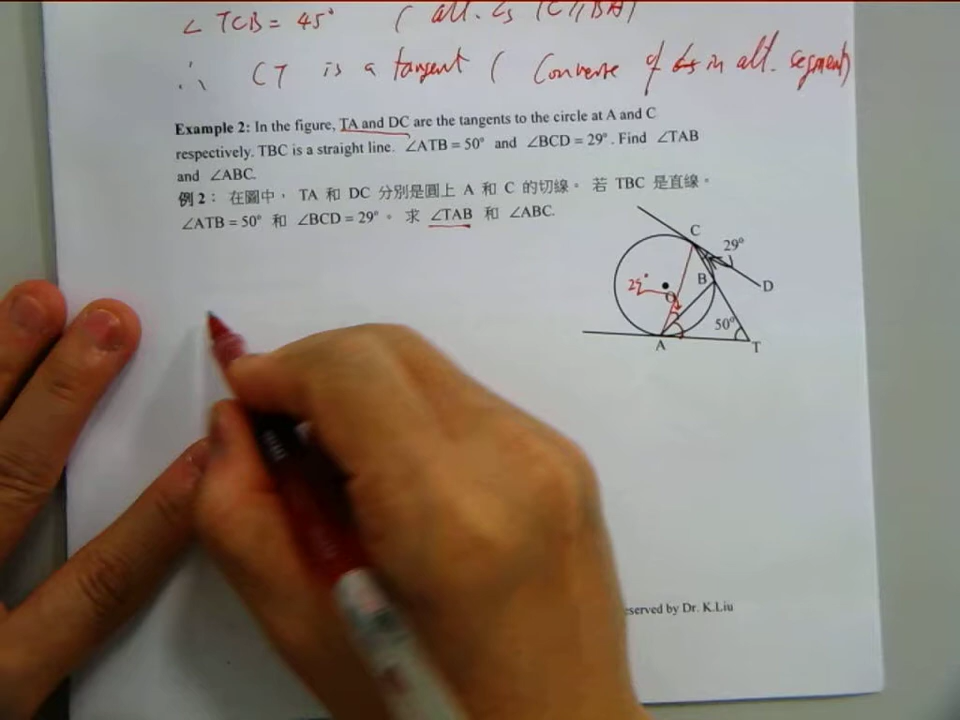 ∠TCB = 45° ( alt. ∠s TC//BA)
∴ CT is a tangent ( Converse of ∠s in alt. segment)
Example 2: In the figure, TA and DC are the tangents to the circle at A and C
respectively. TBC is a straight line. ∠ATB = 50° and ∠BCD = 29°. Find ∠TAB
and ∠ABC.
例 2： 在圖中， TA 和 DC 分別是圓上 A 和 C 的切線。 若 TBC 是直線。
∠ATB = 50° 和 ∠BCD = 29° 。 求 ∠TAB 和 ∠ABC.
C
29°
B
D
29°
O
50°
A
T
served by Dr. K.Liu